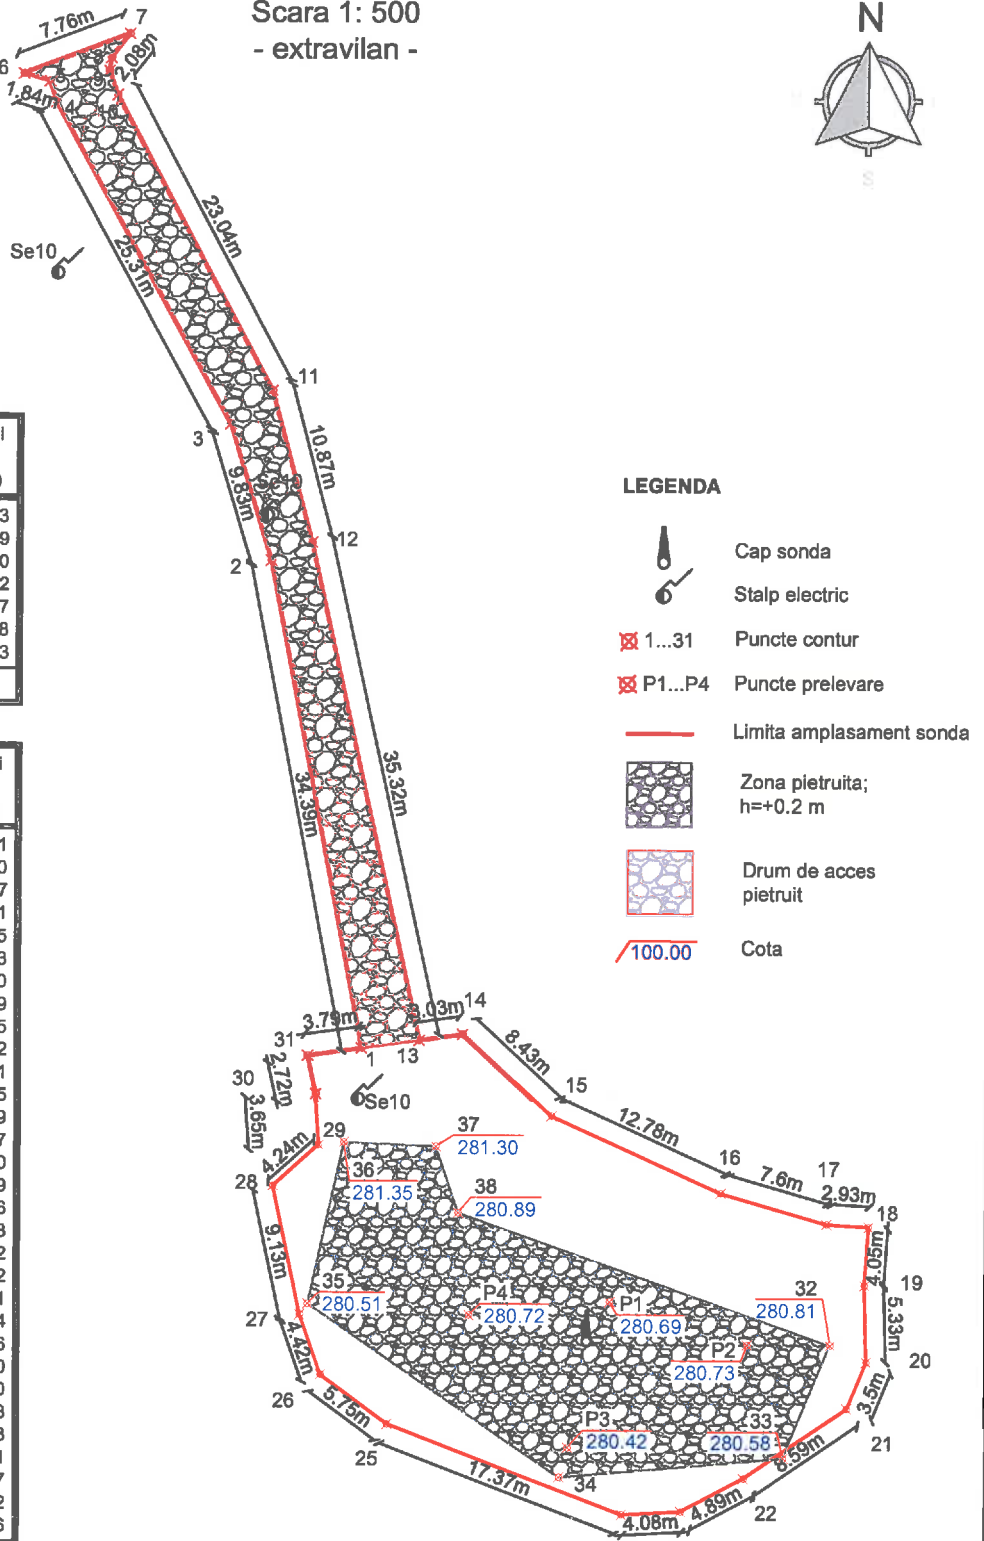 Scara 1: 500
- extravilan -
N
S
7.76m
7
6
2.08m
1.84m
4
23.04m
25.31m
Se10
11
3
10.87m
9.83m
Se10
12
2
35.32m
34.39m
LEGENDA
Cap sonda
Stalp electric
1...31 Puncte contur
P1...P4 Puncte prelevare
Limita amplasament sonda
Zona pietruita;
h=+0.2 m
Drum de acces
pietruit
100.00 Cota
14
3.79m
31
1
13
8.43m
2.72m
30
Se10
15
3.65m
12.78m
29
37
281.30
4.24m
28
36
281.35
16
7.6m
17
2.93m
18
38
280.89
9.13m
4.05m
19
35
280.51
P4
280.72
P1
280.69
32
280.81
27
4.42m
5.33m
P2
280.73
20
26
5.75m
3.5m
P3
280.42
33
280.58
21
25
8.59m
17.37m
34
4.89m
22
4.08m